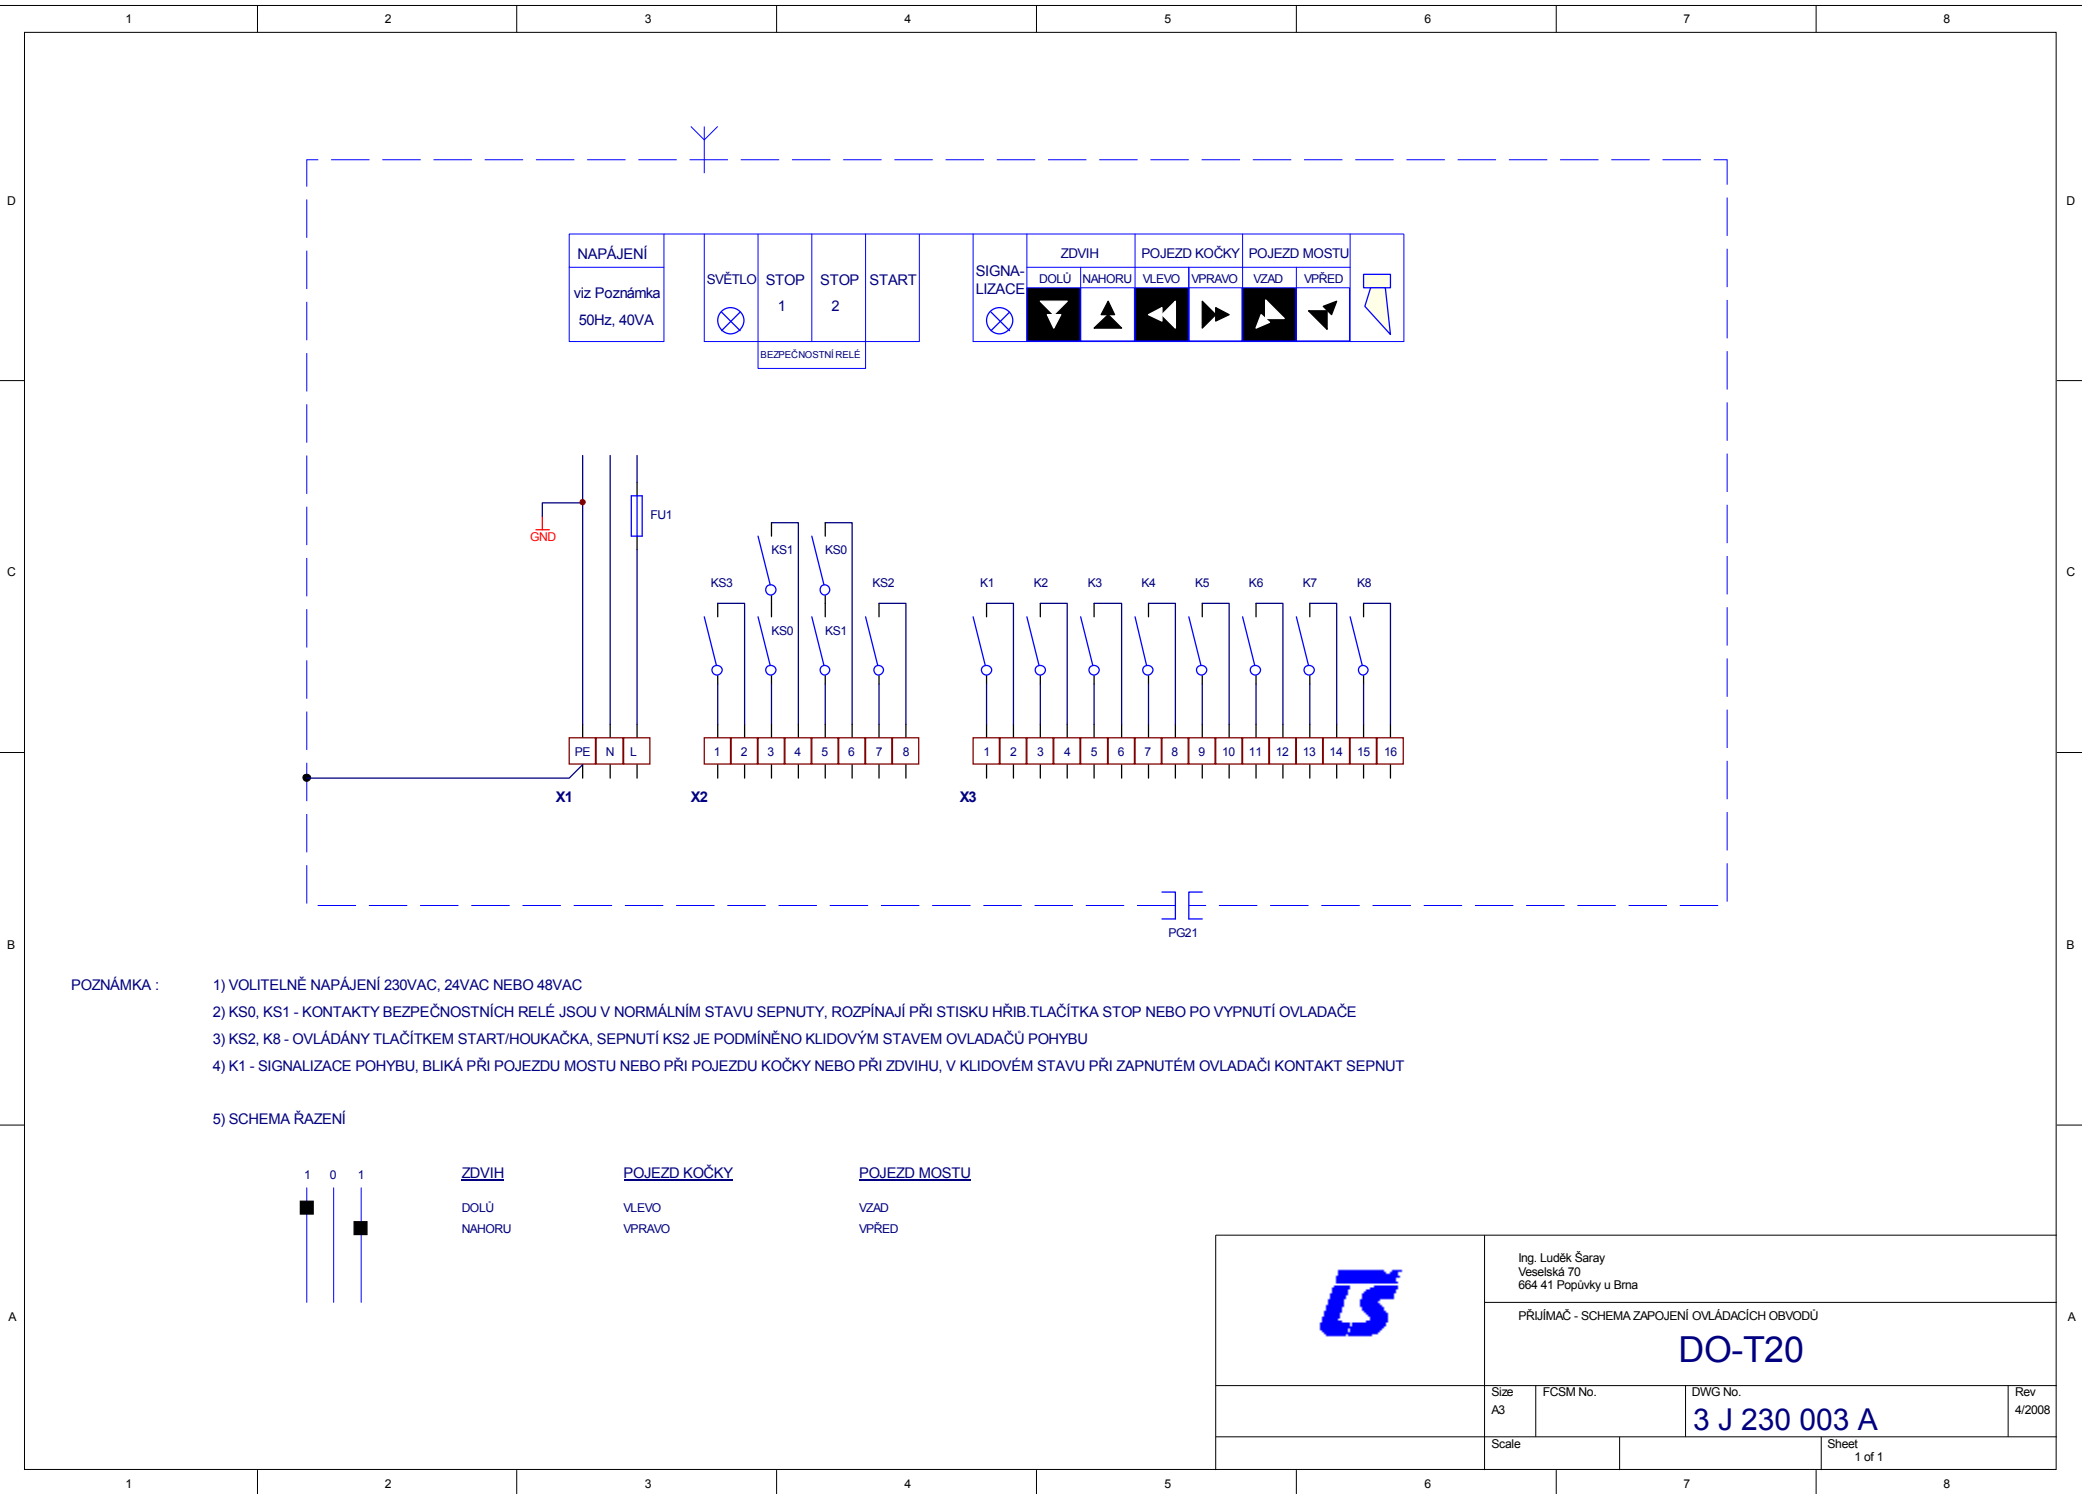 1 2 3 4 5 6 7 8
D D
NAPÁJENÍ
viz Poznámka
50Hz, 40VA
SVĚTLO
STOP
1
STOP
2
START
BEZPEČNOSTNÍ RELÉ
SIGNA-
LIZACE
ZDVIH POJEZD KOČKY POJEZD MOSTU
DOLŮ NAHORU VLEVO VPRAVO VZAD VPŘED
GND
FU1
C C
KS1 KS0
KS3 KS2 K1 K2 K3 K4 K5 K6 K7 K8
KS0 KS1
PE N L 1 2 3 4 5 6 7 8 1 2 3 4 5 6 7 8 9 10 11 12 13 14 15 16
X1 X2 X3
PG21
B B
POZNÁMKA : 1) VOLITELNĚ NAPÁJENÍ 230VAC, 24VAC NEBO 48VAC
2) KS0, KS1 - KONTAKTY BEZPEČNOSTNÍCH RELÉ JSOU V NORMÁLNÍM STAVU SEPNUTY, ROZPÍNAJÍ PŘI STISKU HŘIB.TLAČÍTKA STOP NEBO PO VYPNUTÍ OVLADAČE
3) KS2, K8 - OVLÁDÁNY TLAČÍTKEM START/HOUKAČKA, SEPNUTÍ KS2 JE PODMÍNĚNO KLIDOVÝM STAVEM OVLADAČŮ POHYBU
4) K1 - SIGNALIZACE POHYBU, BLIKÁ PŘI POJEZDU MOSTU NEBO PŘI POJEZDU KOČKY NEBO PŘI ZDVIHU, V KLIDOVÉM STAVU PŘI ZAPNUTÉM OVLADAČI KONTAKT SEPNUT
5) SCHEMA ŘAZENÍ
1 0 1 ZDVIH POJEZD KOČKY POJEZD MOSTU
DOLŮ VLEVO VZAD
NAHORU VPRAVO VPŘED
A A
LŠ
Ing. Luděk Šaray
Veselská 70
664 41 Popůvky u Brna
PŘIJÍMAČ - SCHEMA ZAPOJENÍ OVLÁDACÍCH OBVODŮ
DO-T20
Size FCSM No. DWG No. Rev
A3 3 J 230 003 A 4/2008
Scale Sheet
1 of 1
1 2 3 4 5 6 7 8